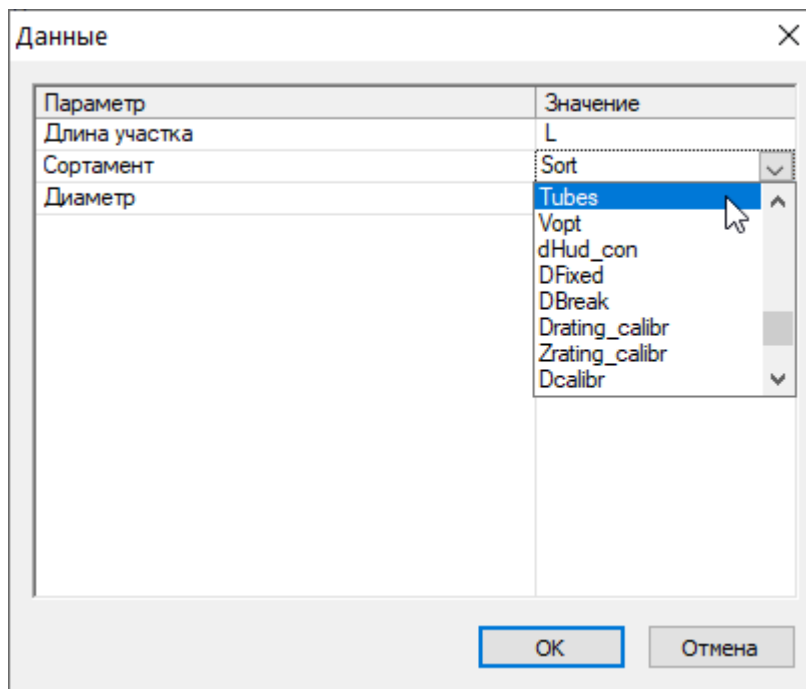 Данные
Параметр Значение
Длина участка L
Сортамент Sort
Диаметр Tubes
Vopt
dHud_con
DFixed
DBreak
Drating_calibr
Zrating_calibr
Dcalibr
OK Отмена